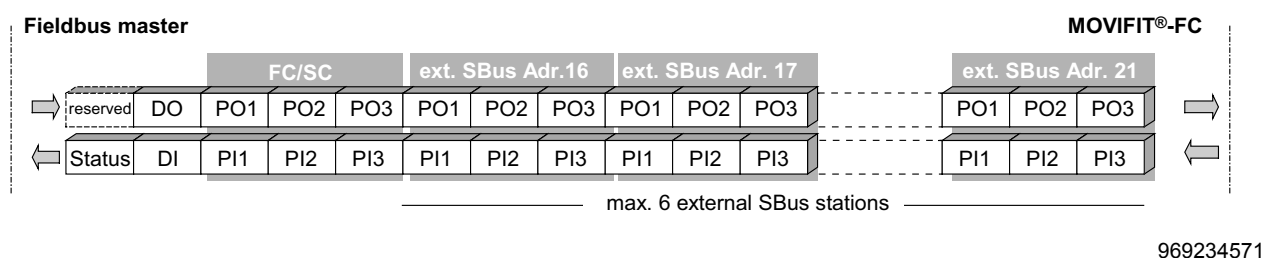 Fieldbus master MOVIFIT®-FC
FC/SC ext. SBus Adr.16 ext. SBus Adr. 17 ext. SBus Adr. 21
reserved DO PO1 PO2 PO3 PO1 PO2 PO3 PO1 PO2 PO3 PO1 PO2 PO3
Status DI PI1 PI2 PI3 PI1 PI2 PI3 PI1 PI2 PI3 PI1 PI2 PI3
max. 6 external SBus stations
969234571